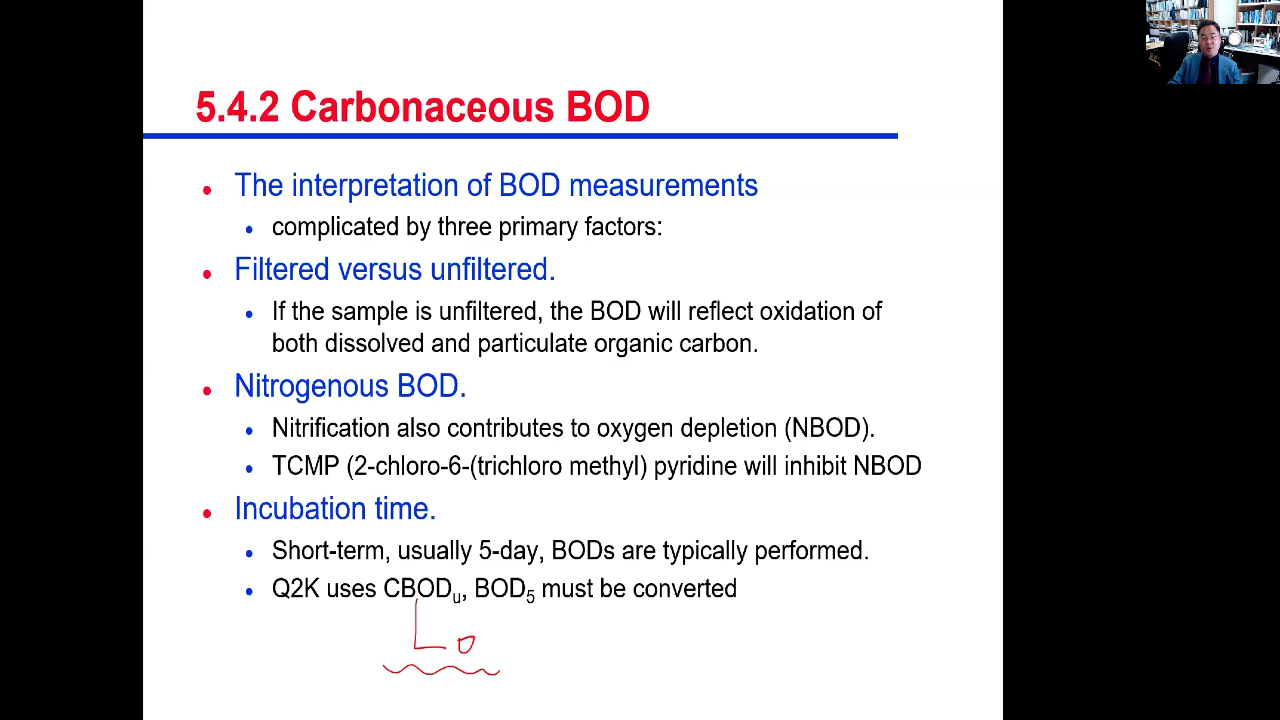 5.4.2 Carbonaceous BOD
The interpretation of BOD measurements
complicated by three primary factors:
Filtered versus unfiltered.
If the sample is unfiltered, the BOD will reflect oxidation of
both dissolved and particulate organic carbon.
Nitrogenous BOD.
Nitrification also contributes to oxygen depletion (NBOD).
TCMP (2-chloro-6-(trichloro methyl) pyridine will inhibit NBOD
Incubation time.
Short-term, usually 5-day, BODs are typically performed.
Q2K uses CBODu, BOD5 must be converted
Lo